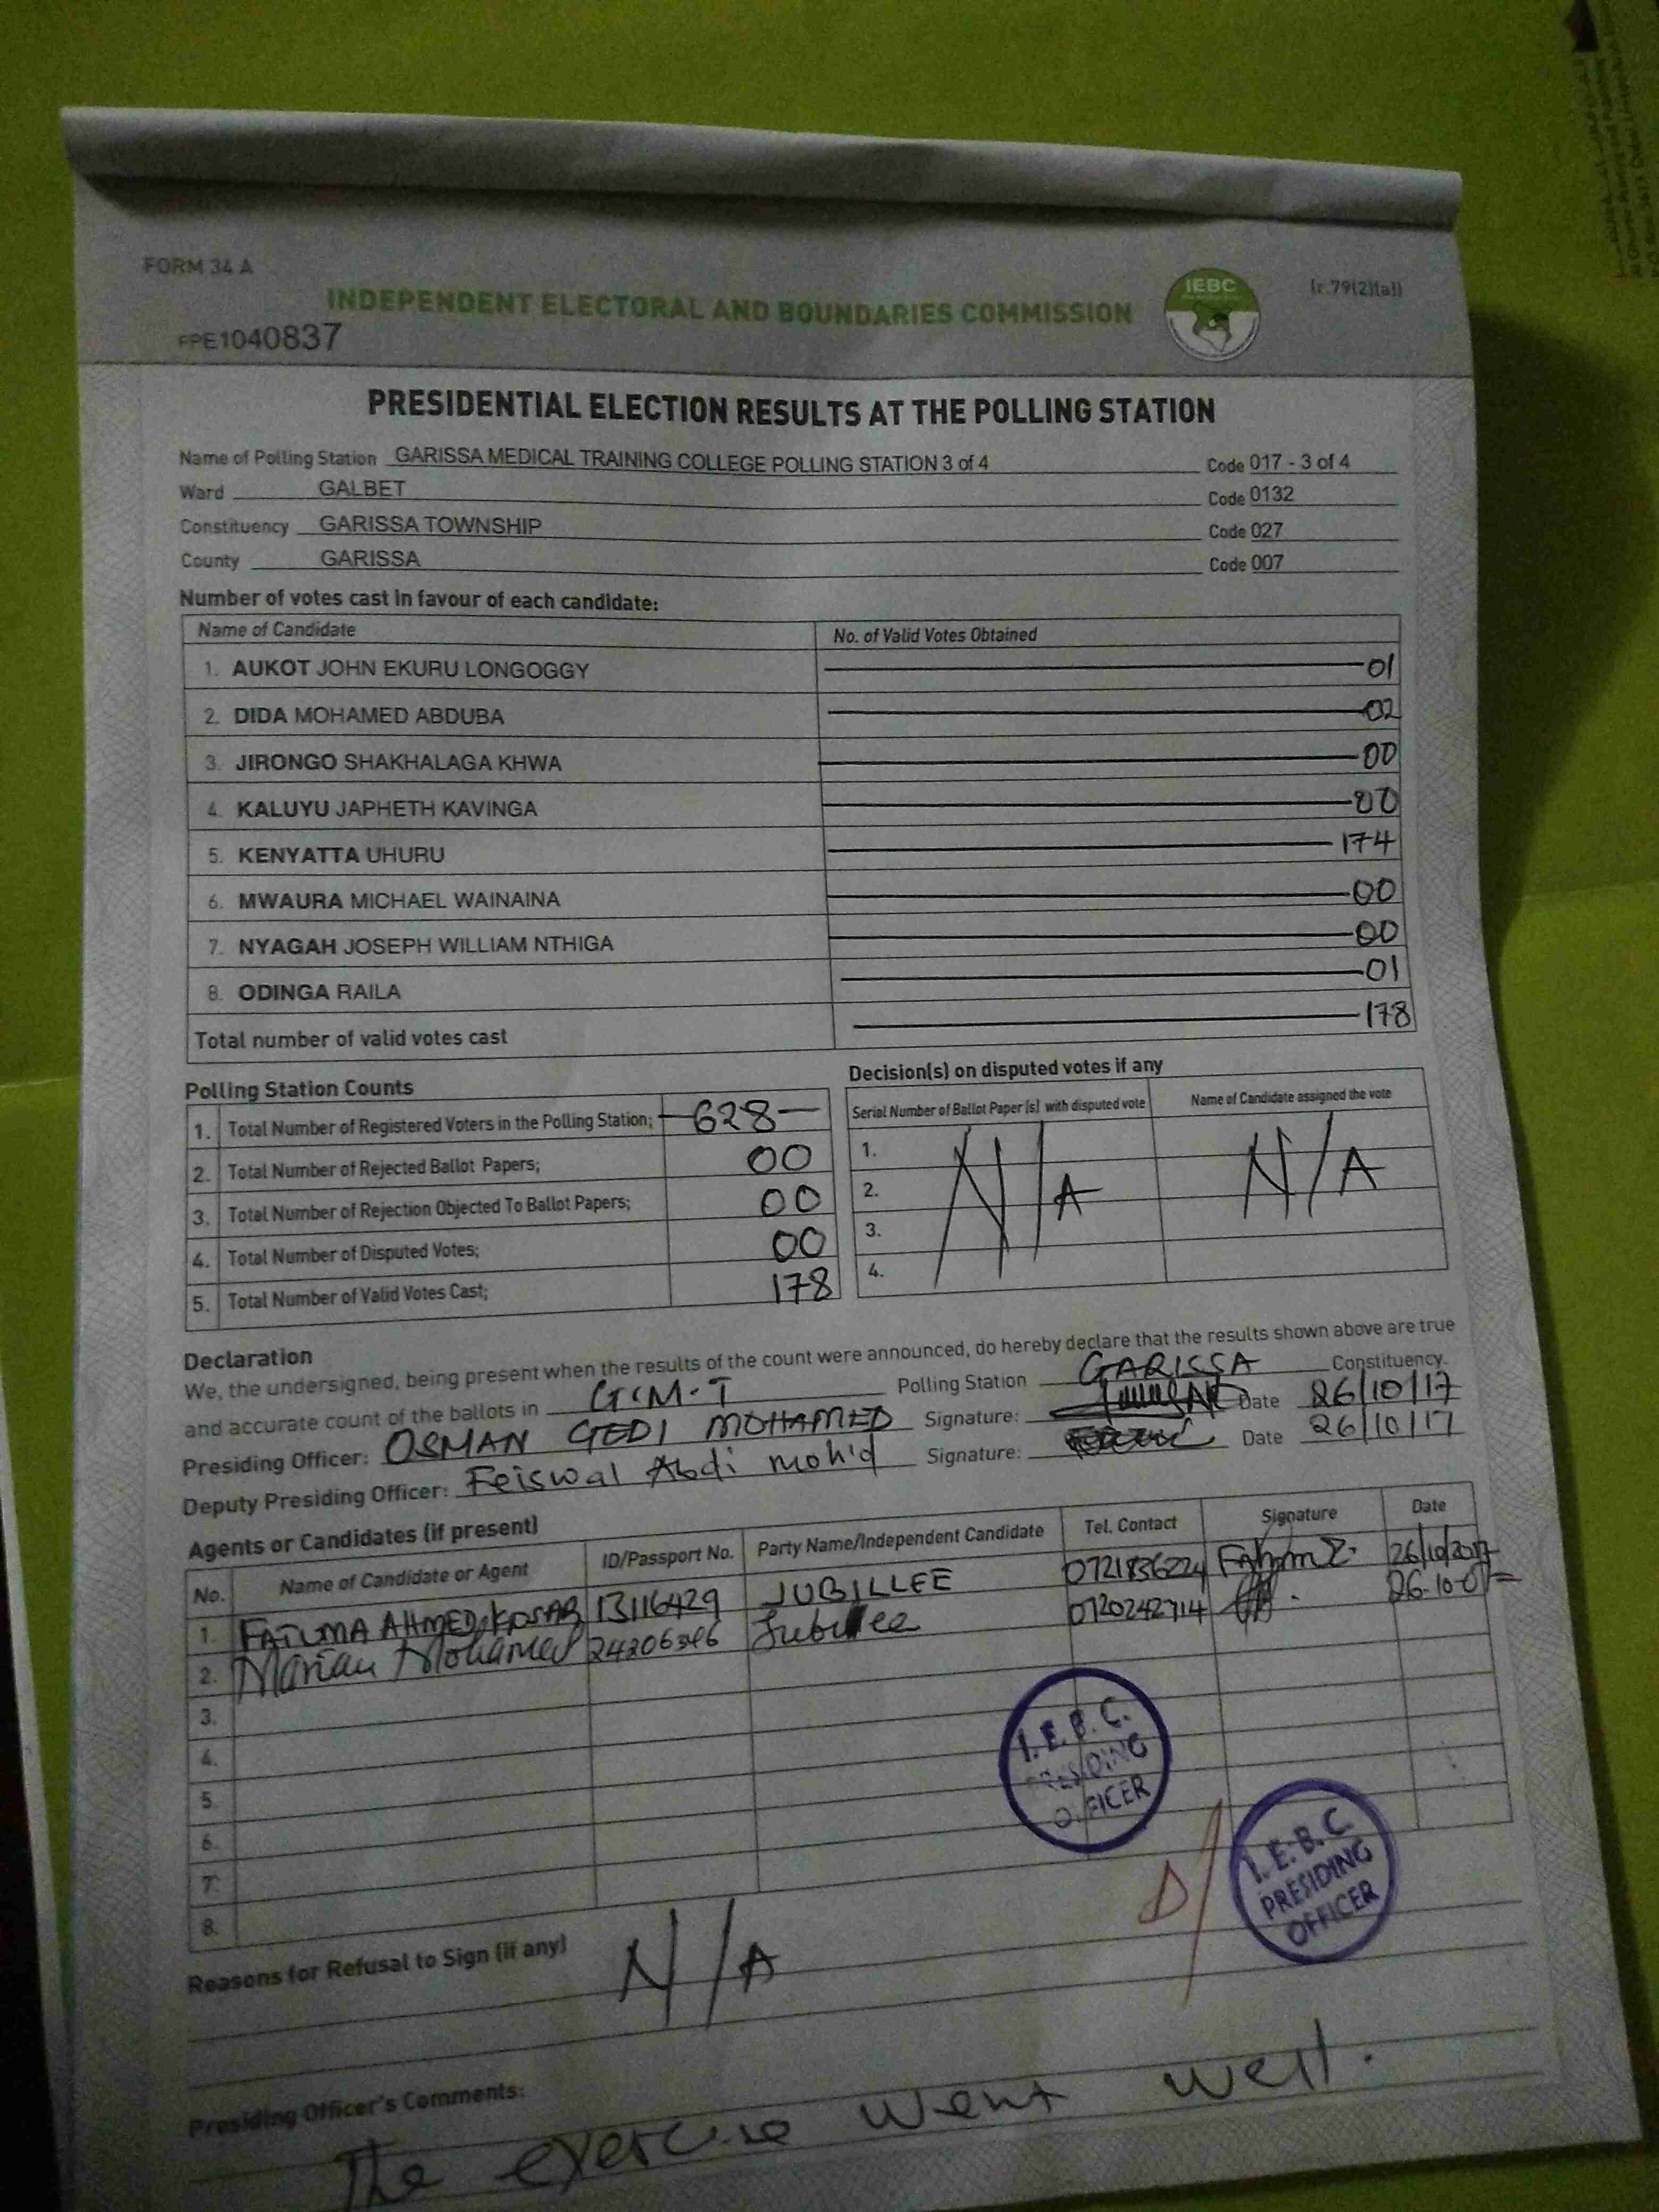 FORM 34 A
INDEPENDENT ELECTORAL AND BOUNDARIES COMMISSION
IEBC
[r.79(2)(a)]
PPE1040837
PRESIDENTIAL ELECTION RESULTS AT THE POLLING STATION
Name of Polling Station GARISSA MEDICAL TRAINING COLLEGE POLLING STATION 3 of 4 Code 017 - 3 of 4
Ward GALBET Code 0132
Constituency GARISSA TOWNSHIP Code 027
County GARISSA Code 007
Number of votes cast in favour of each candidate:
Name of Candidate No. of Valid Votes Obtained
1. AUKOT JOHN EKURU LONGOGGY 01
2. DIDA MOHAMED ABDUBA 02
3. JIRONGO SHAKHALAGA KHWA 00
4. KALUYU JAPHETH KAVINGA 00
5. KENYATTA UHURU 174
6. MWAURA MICHAEL WAINAINA 00
7. NYAGAH JOSEPH WILLIAM NTHIGA 00
8. ODINGA RAILA 01
Total number of valid votes cast 178
Polling Station Counts
1. Total Number of Registered Voters in the Polling Station; 628
2. Total Number of Rejected Ballot Papers; 00
3. Total Number of Rejection Objected To Ballot Papers; 00
4. Total Number of Disputed Votes; 00
5. Total Number of Valid Votes Cast; 178
Decision(s) on disputed votes if any
Serial Number of Ballot Paper (s) with disputed vote Name of Candidate assigned the vote
1.
2. N/A N/A
3.
4.
Declaration
We, the undersigned, being present when the results of the count were announced, do hereby declare that the results shown above are true
and accurate count of the ballots in G.M.T Polling Station GARISSA Constituency.
Presiding Officer: OSMAN GEDI MOHAMED Signature: Date 26/10/17
Deputy Presiding Officer: Feiswal Abdi moh'd Signature: Date 26/10/17
Agents or Candidates (if present)
No. Name of Candidate or Agent ID/Passport No. Party Name/Independent Candidate Tel. Contact Signature Date
1. FATUMA AHMED 13116429 JUBILLEE 0721836224 26/10/2017
2. Mariau Mohamed Jubilee 0720242714
3.
4.
5.
6.
7.
8.
I.E.B.C.
PRESIDING
OFFICER
I.E.B.C
PRESIDING
OFFICER
Reasons for Refusal to Sign (if any) N/A
Presiding Officer's Comments:
The exercise went well.